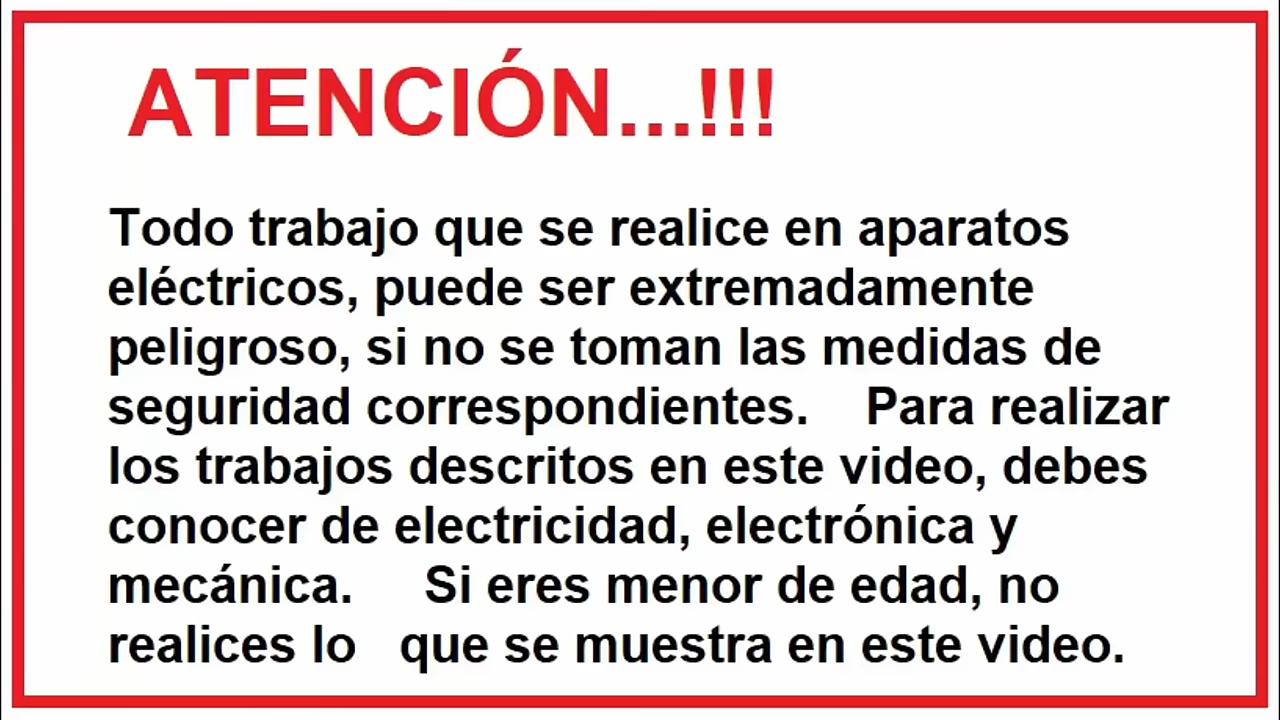 ATENCIÓN...!!!
Todo trabajo que se realice en aparatos
eléctricos, puede ser extremadamente
peligroso, si no se toman las medidas de
seguridad correspondientes. Para realizar
los trabajos descritos en este video, debes
conocer de electricidad, electrónica y
mecánica. Si eres menor de edad, no
realices lo que se muestra en este video.